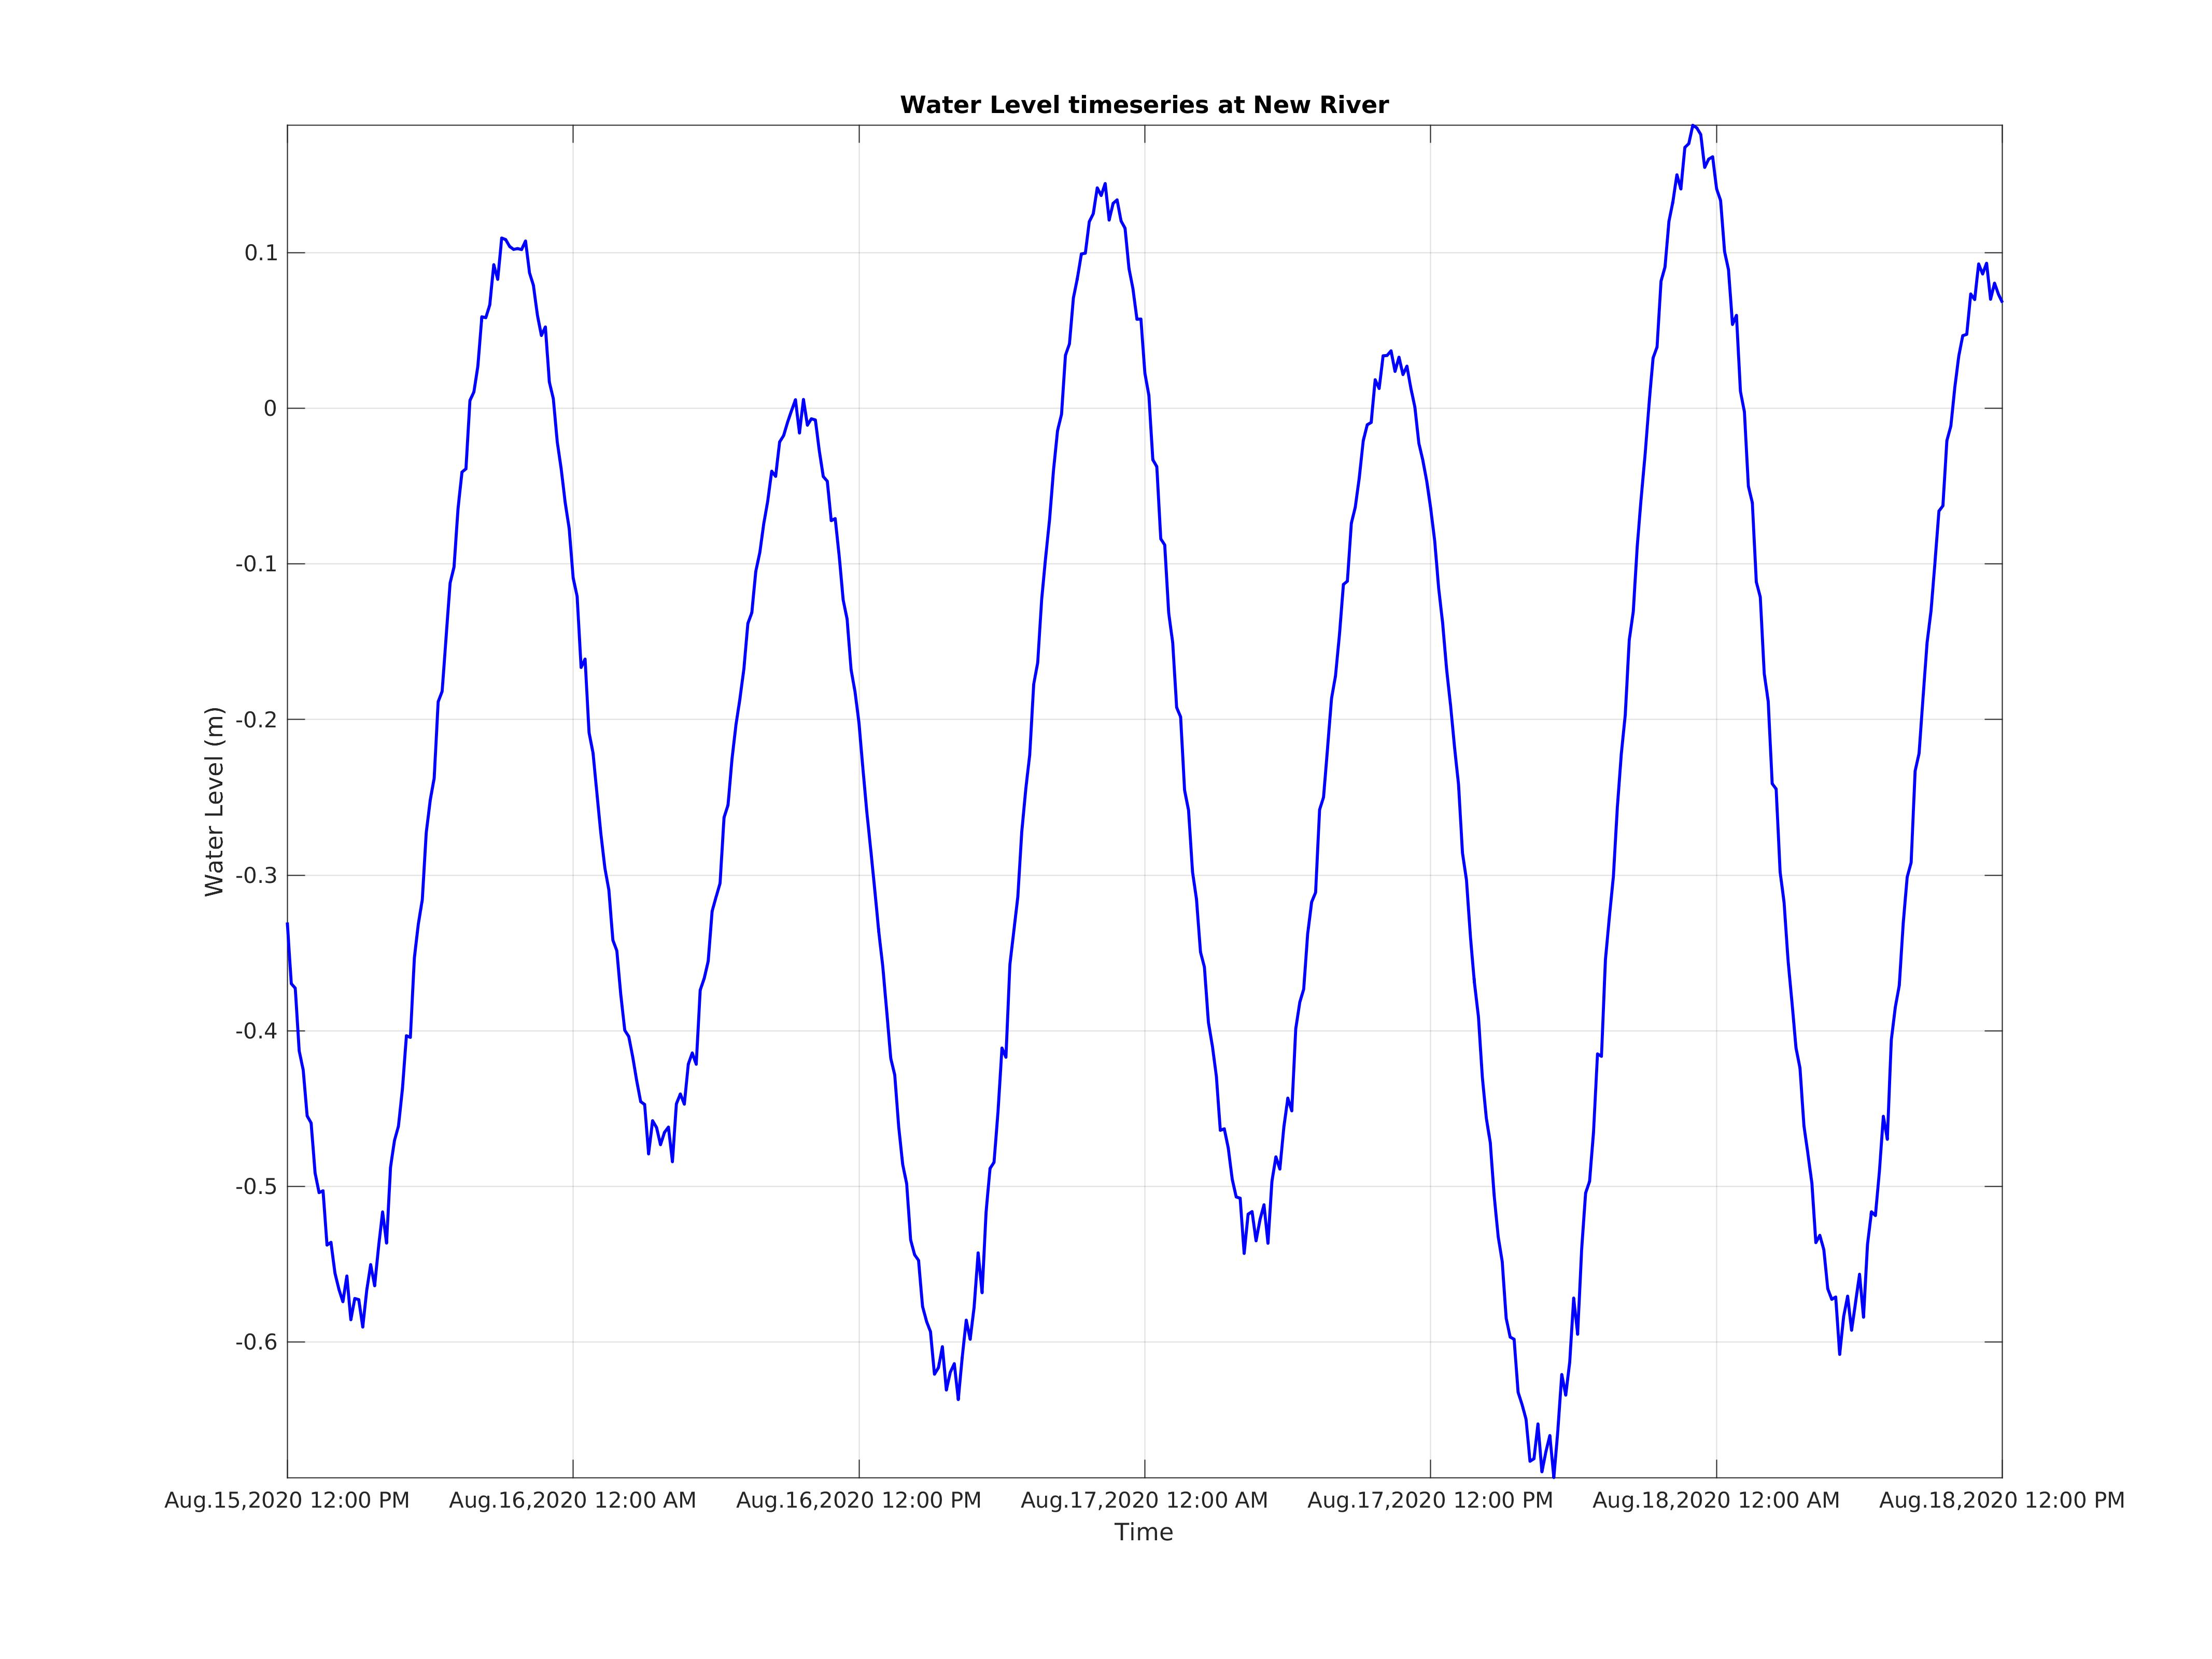 Water Level timeseries at New River
0.1
0
-0.1
-0.2
-0.3
-0.4
-0.5
-0.6
Water Level (m)
Aug.15,2020 12:00 PM
Aug.16,2020 12:00 AM
Aug.16,2020 12:00 PM
Aug.17,2020 12:00 AM
Aug.17,2020 12:00 PM
Aug.18,2020 12:00 AM
Aug.18,2020 12:00 PM
Time